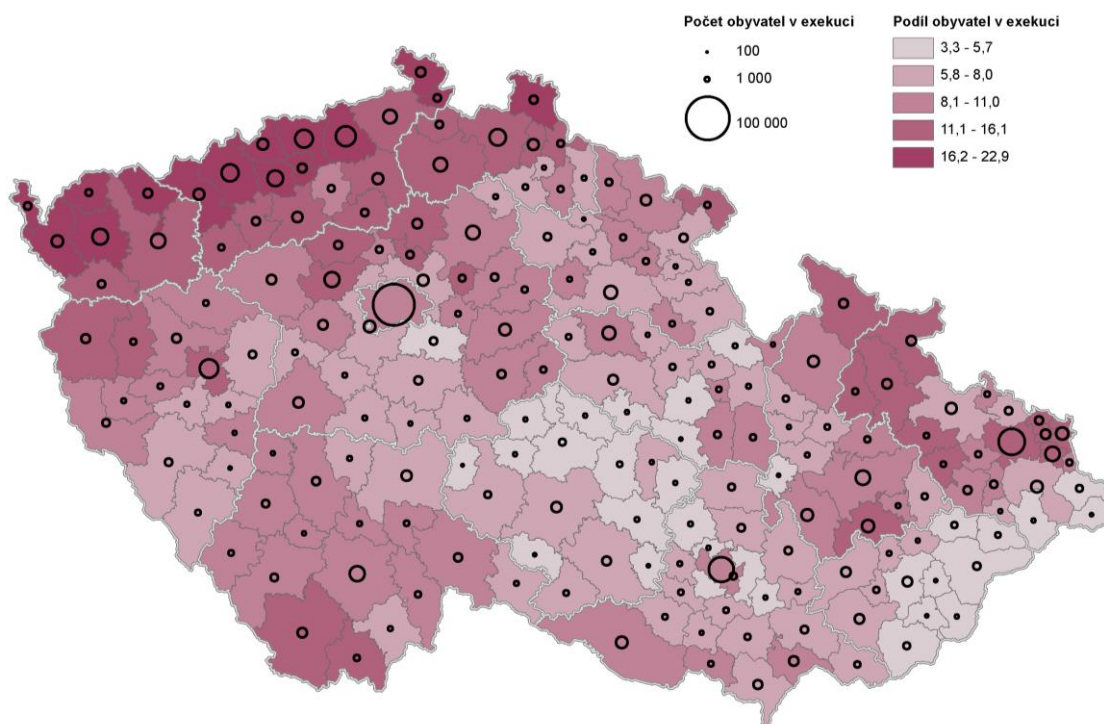 Počet obyvatel v exekuci
100
1 000
100 000
Podíl obyvatel v exekuci
3,3 - 5,7
5,8 - 8,0
8,1 - 11,0
11,1 - 16,1
16,2 - 22,9